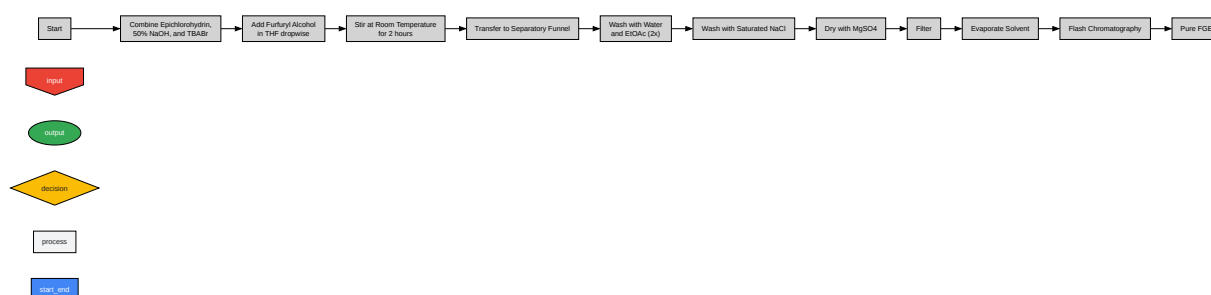 Start
Combine Epichlorohydrin,
50% NaOH, and TBABr
Add Furfuryl Alcohol
in THF dropwise
Stir at Room Temperature
for 2 hours
Transfer to Separatory Funnel
Wash with Water
and EtOAc (2x)
Wash with Saturated NaCl
Dry with MgSO4
Filter
Evaporate Solvent
Flash Chromatography
Pure FGE
input
output
decision
process
start_end